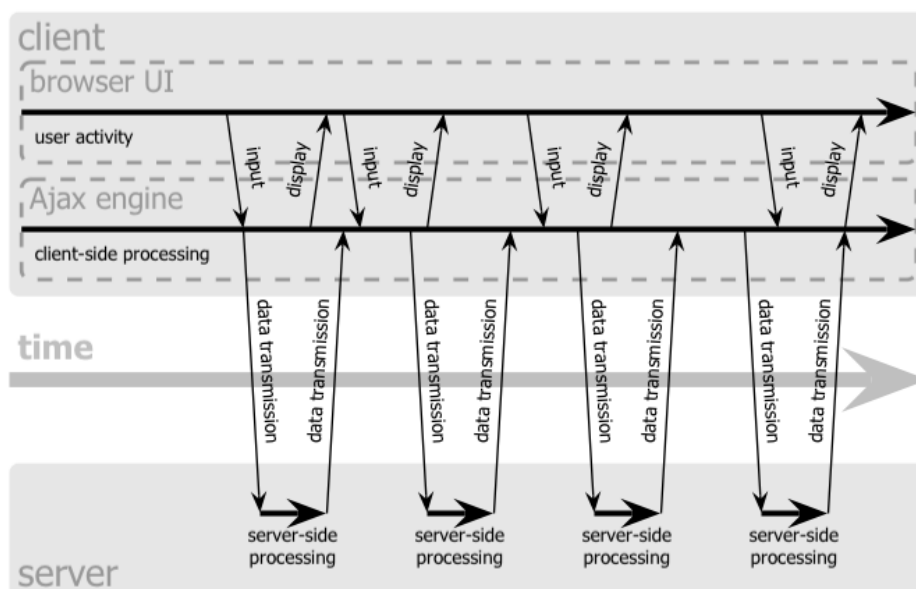 client
browser UI
user activity
input
display
input
display
input
display
input
display
Ajax engine
client-side processing
data transmission
data transmission
data transmission
data transmission
data transmission
data transmission
data transmission
data transmission
time
server-side
processing
server-side
processing
server-side
processing
server-side
processing
server